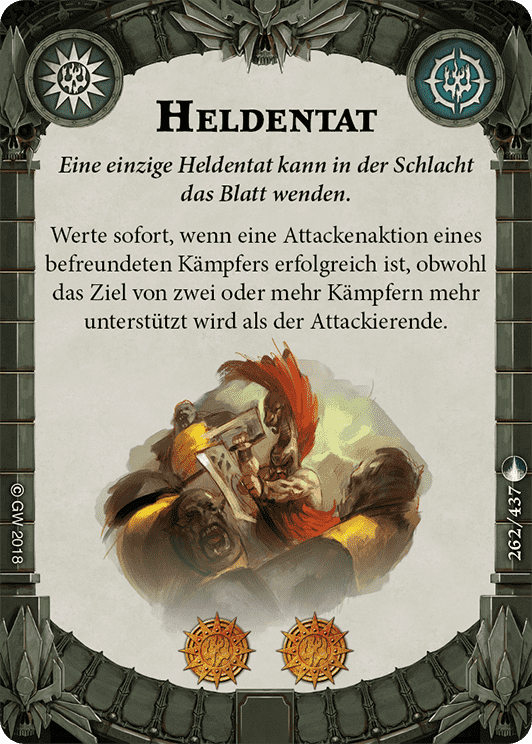 Heldentat
Eine einzige Heldentat kann in der Schlacht
das Blatt wenden.
Werte sofort, wenn eine Attackenaktion eines
befreundeten Kämpfers erfolgreich ist, obwohl
das Ziel von zwei oder mehr Kämpfern mehr
unterstützt wird als der Attackierende.
© GW 2018
262/437